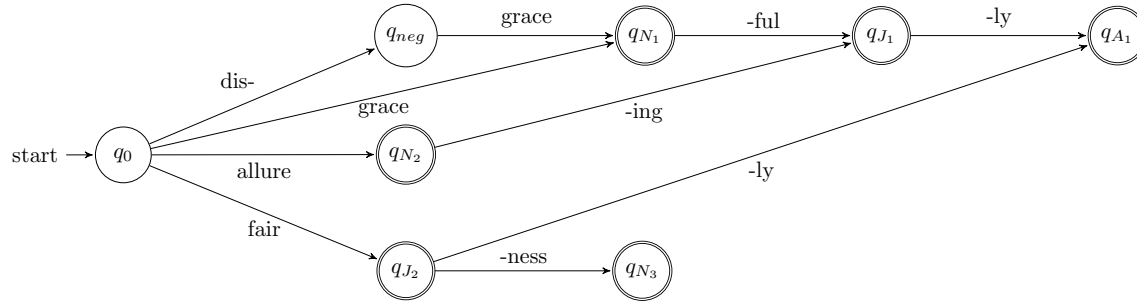 grace
-ful
-ly
q_neg
q_N1
q_J1
q_A1
dis-
grace
-ing
start
q_0
q_N2
allure
-ly
fair
-ness
q_J2
q_N3